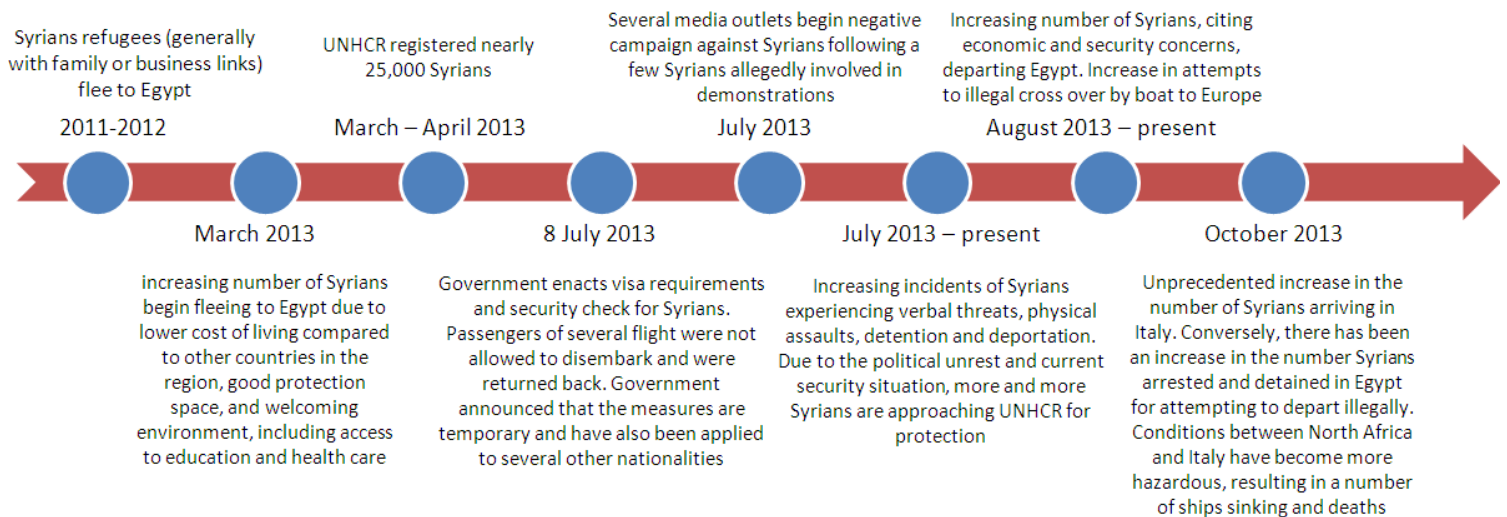 Syrians refugees (generally
with family or business links)
flee to Egypt
2011-2012
March 2013
increasing number of Syrians
begin fleeing to Egypt due to
lower cost of living compared
to other countries in the
region, good protection
space, and welcoming
environment, including access
to education and health care
UNHCR registered nearly
25,000 Syrians
March – April 2013
8 July 2013
Government enacts visa requirements
and security check for Syrians.
Passengers of several flight were not
allowed to disembark and were
returned back. Government
announced that the measures are
temporary and have also been applied
to several other nationalities
Several media outlets begin negative
campaign against Syrians following a
few Syrians allegedly involved in
demonstrations
July 2013
July 2013 – present
Increasing incidents of Syrians
experiencing verbal threats, physical
assaults, detention and deportation.
Due to the political unrest and current
security situation, more and more
Syrians are approaching UNHCR for
protection
Increasing number of Syrians, citing
economic and security concerns,
departing Egypt. Increase in attempts
to illegal cross over by boat to Europe
August 2013 – present
October 2013
Unprecedented increase in the
number of Syrians arriving in
Italy. Conversely, there has been
an increase in the number Syrians
arrested and detained in Egypt
for attempting to depart illegally.
Conditions between North Africa
and Italy have become more
hazardous, resulting in a number
of ships sinking and deaths